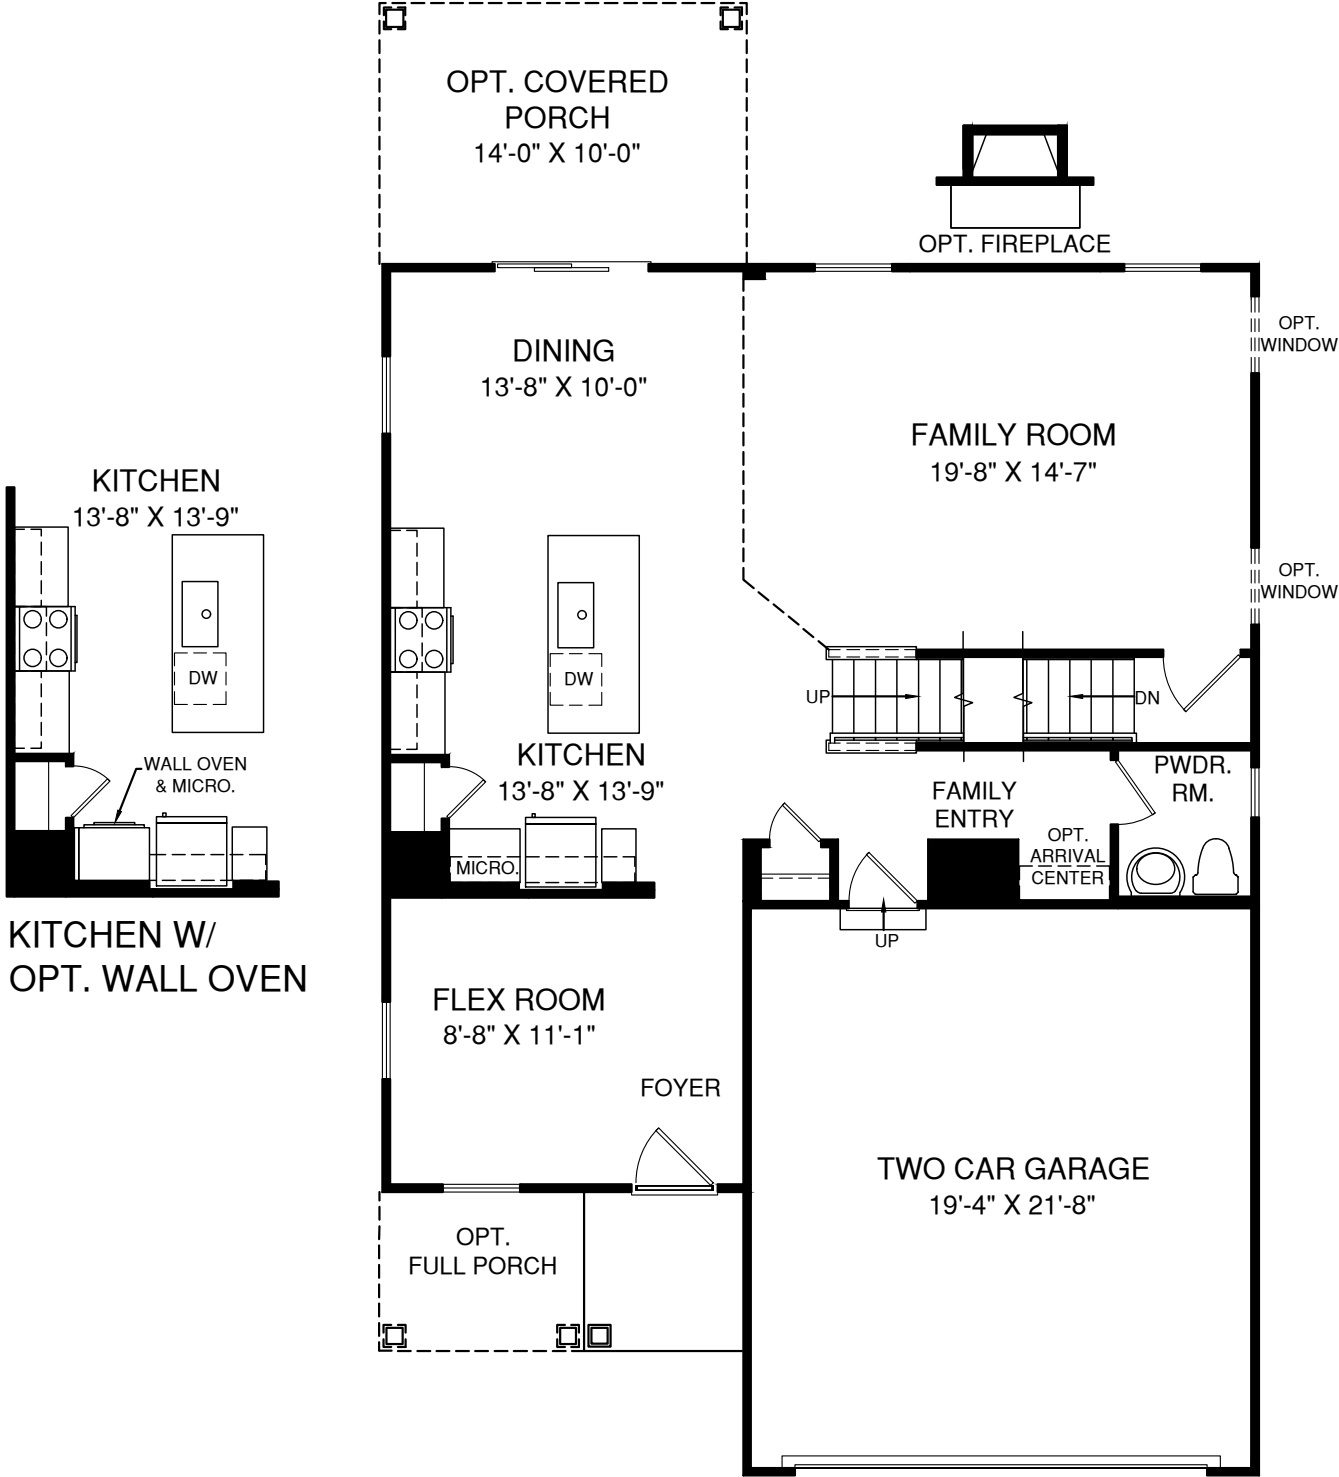 OPT. COVERED
PORCH
14'-0" X 10'-0"
OPT. FIREPLACE
DINING
13'-8" X 10'-0"
FAMILY ROOM
19'-8" X 14'-7"
OPT.
WINDOW
OPT.
WINDOW
KITCHEN
13'-8" X 13'-9"
DW
WALL OVEN
& MICRO.
KITCHEN W/
OPT. WALL OVEN
DW
KITCHEN
13'-8" X 13'-9"
MICRO.
UP
DN
FAMILY
ENTRY
PWDR.
RM.
OPT.
ARRIVAL
CENTER
UP
FLEX ROOM
8'-8" X 11'-1"
FOYER
TWO CAR GARAGE
19'-4" X 21'-8"
OPT.
FULL PORCH